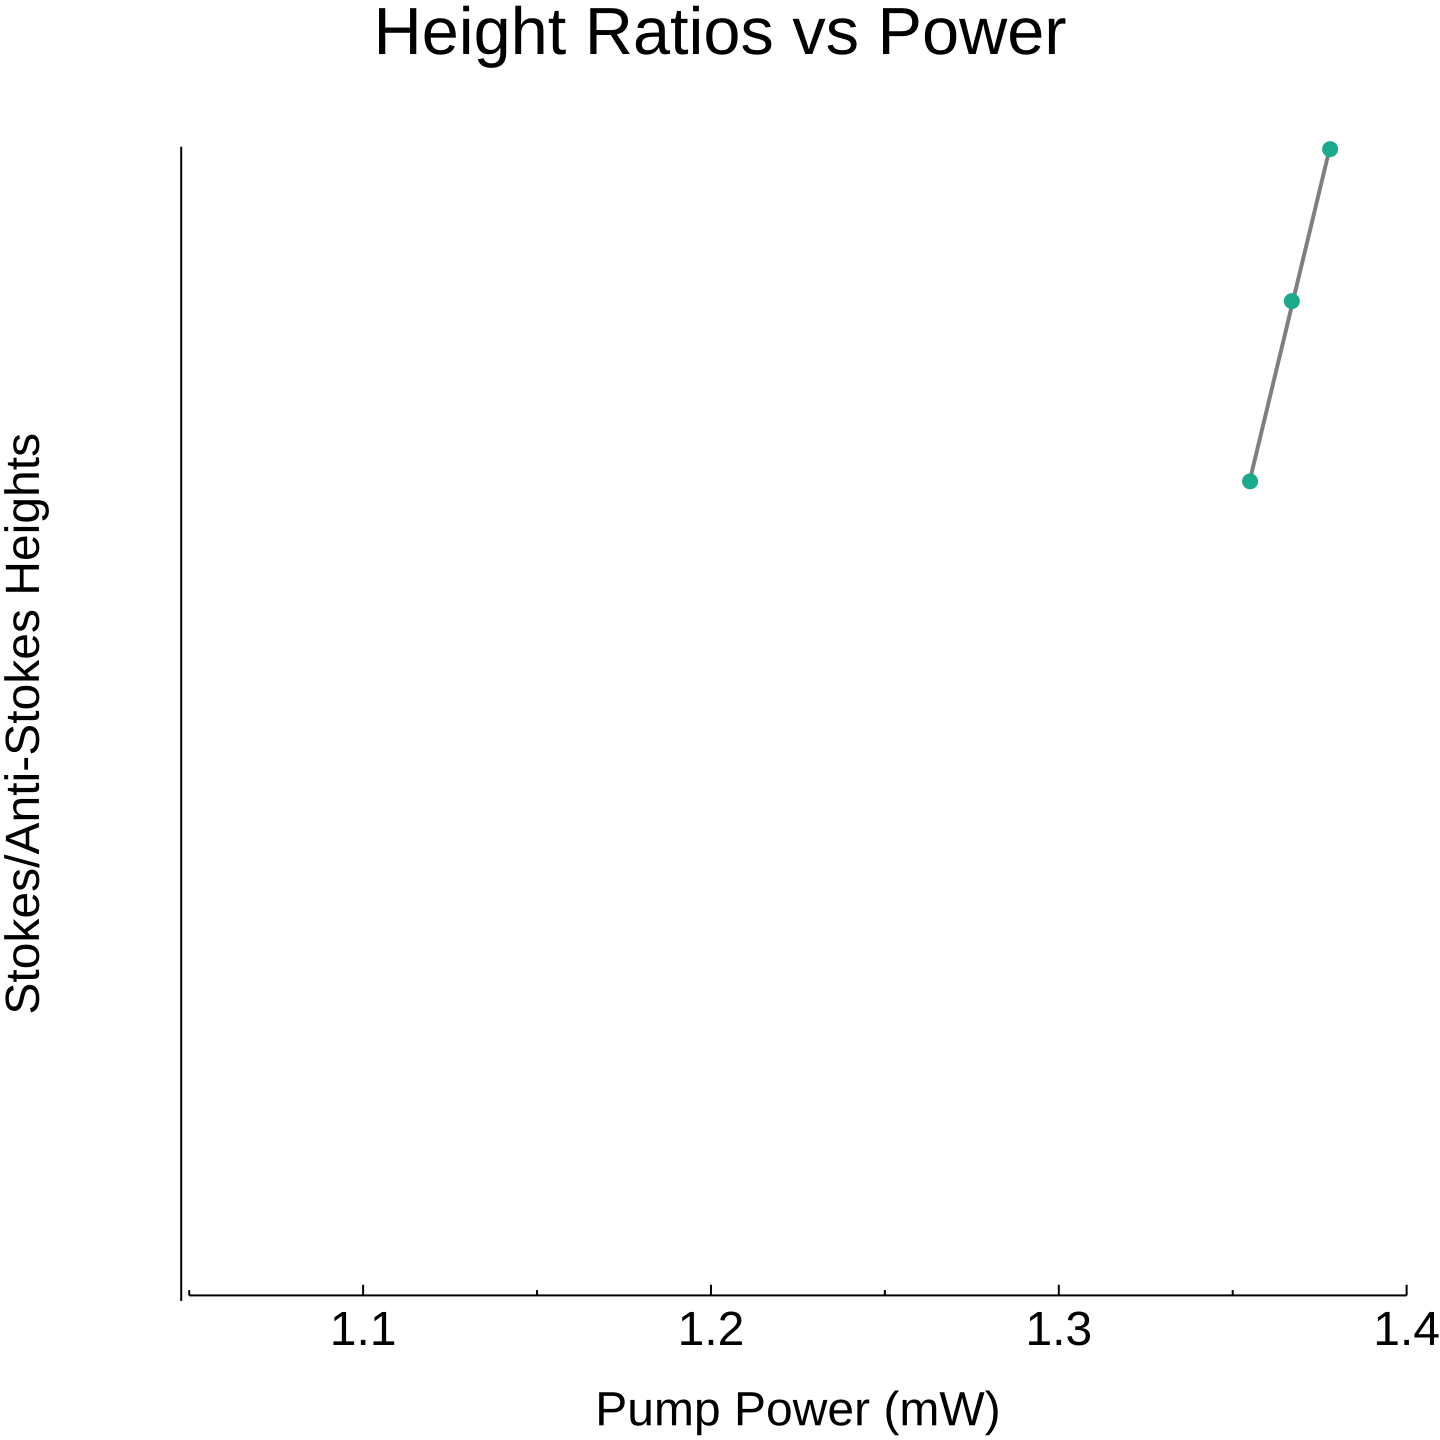 Height Ratios vs Power
Stokes/Anti-Stokes Heights
1.1
1.2
1.3
1.4
Pump Power (mW)